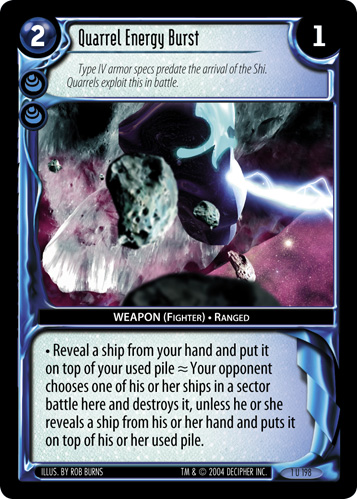 2
Quarrel Energy Burst
1
Type IV armor specs predate the arrival of the Shi.
Quarrels exploit this in battle.
WEAPON (FIGHTER) • RANGED
• Reveal a ship from your hand and put it
on top of your used pile ≈ Your opponent
chooses one of his or her ships in a sector
battle here and destroys it, unless he or she
reveals a ship from his or her hand and puts it
on top of his or her used pile.
ILLUS. BY ROB BURNS
TM & © 2004 DECIPHER INC.
1 U 198